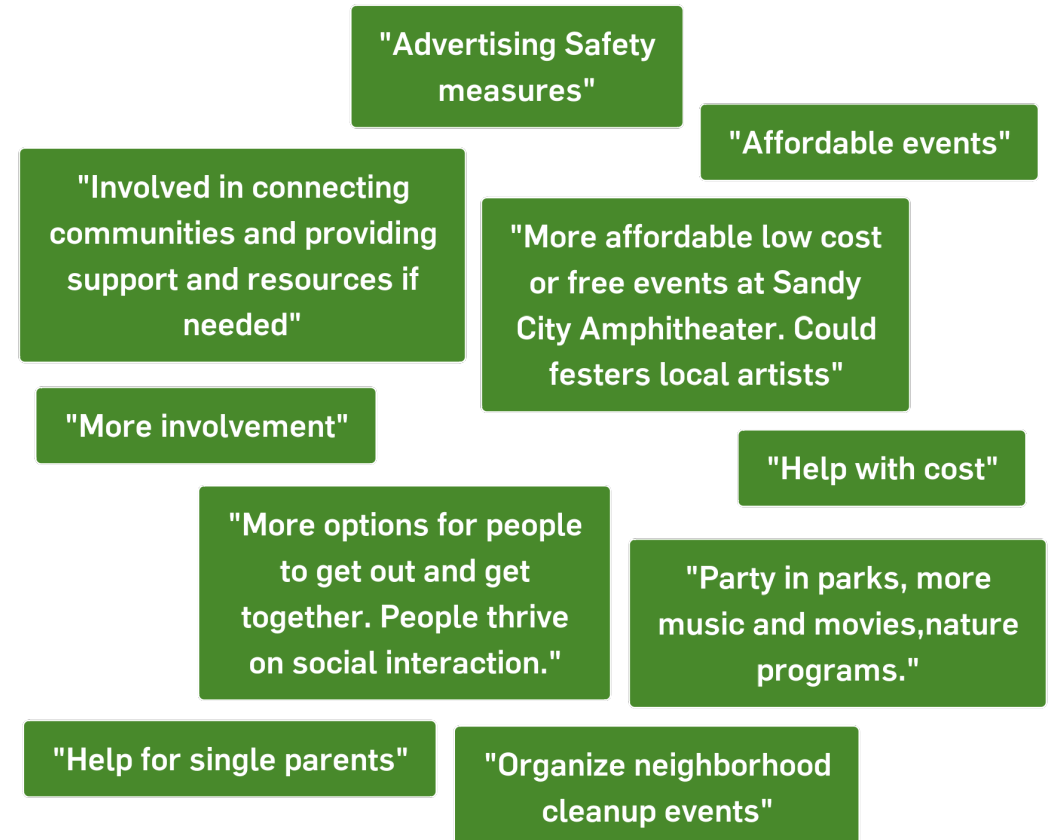 "Advertising Safety
measures"
"Affordable events"
"Involved in connecting
communities and providing
support and resources if
needed"
"More affordable low cost
or free events at Sandy
City Amphitheater. Could
festers local artists"
"More involvement"
"Help with cost"
"More options for people
to get out and get
together. People thrive
on social interaction."
"Party in parks, more
music and movies,nature
programs."
"Help for single parents"
"Organize neighborhood
cleanup events"